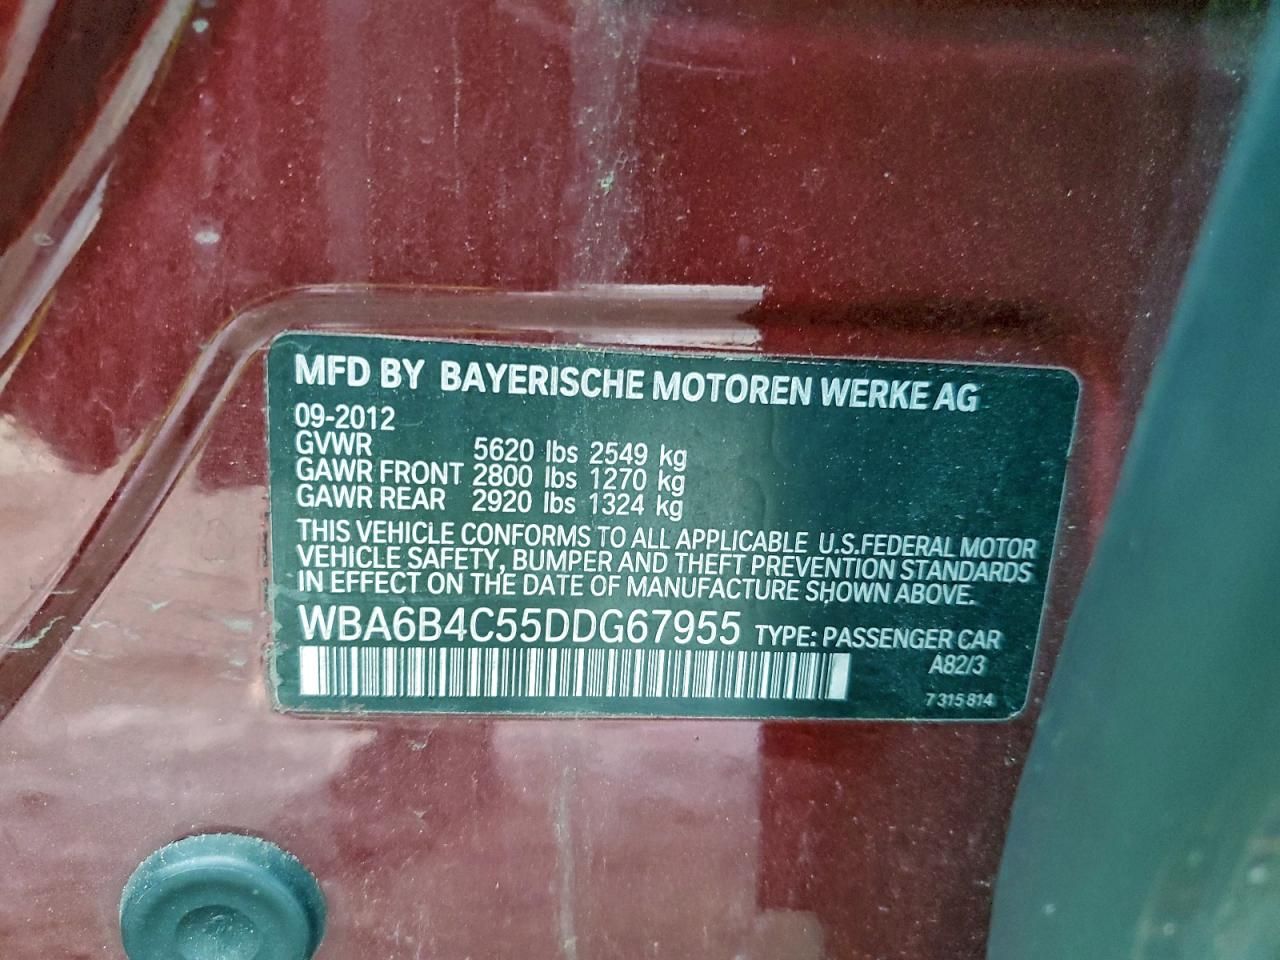 MFD BY BAYERISCHE MOTOREN WERKE AG
09-2012
GVWR 5620 lbs 2549 kg
GAWR FRONT 2800 lbs 1270 kg
GAWR REAR 2920 lbs 1324 kg
THIS VEHICLE CONFORMS TO ALL APPLICABLE U.S.FEDERAL MOTOR
VEHICLE SAFETY, BUMPER AND THEFT PREVENTION STANDARDS
IN EFFECT ON THE DATE OF MANUFACTURE SHOWN ABOVE.
WBA6B4C55DDG67955 TYPE: PASSENGER CAR
A82/3
7 315 814